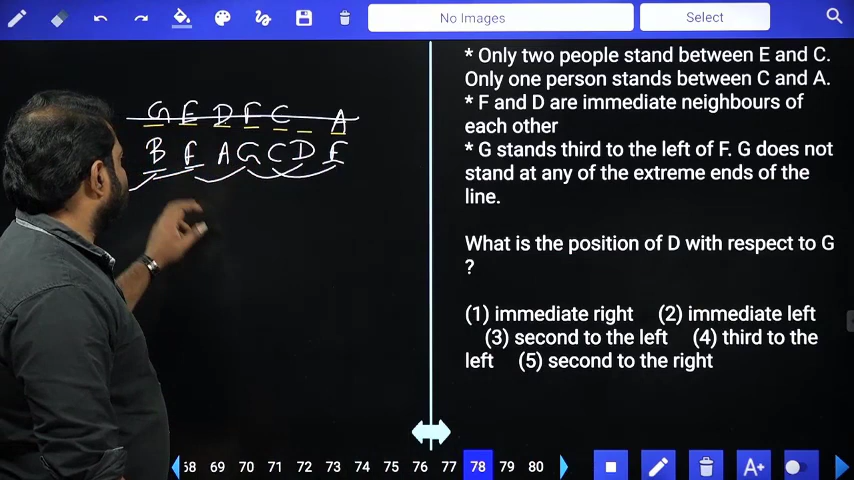 No Images
Select
G E D F C A
B E A G C D F
* Only two people stand between E and C.
Only one person stands between C and A.
* F and D are immediate neighbours of
each other
* G stands third to the left of F. G does not
stand at any of the extreme ends of the
line.
What is the position of D with respect to G
?
(1) immediate right (2) immediate left
(3) second to the left (4) third to the
left (5) second to the right
68 69 70 71 72 73 74 75 76 77 78 79 80
A+